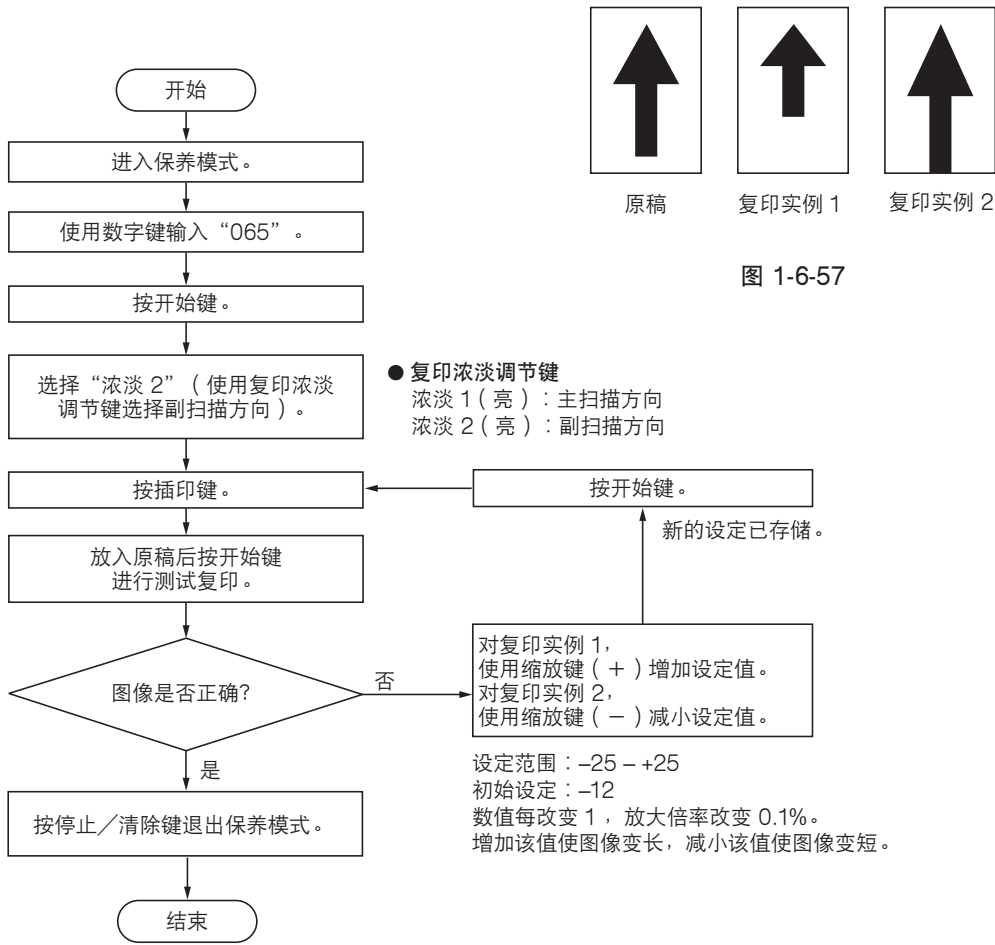 原稿
复印实例 1
复印实例 2
图 1-6-57
开始
进入保养模式。
使用数字键输入“065”。
按开始键。
选择“浓淡 2”（使用复印浓淡
调节键选择副扫描方向）。
● 复印浓淡调节键
浓淡 1（亮）：主扫描方向
浓淡 2（亮）：副扫描方向
按插印键。
按开始键。
新的设定已存储。
放入原稿后按开始键
进行测试复印。
图像是否正确?
否
对复印实例 1，
使用缩放键（＋）增加设定值。
对复印实例 2，
使用缩放键（－）减小设定值。
设定范围：–25 – +25
初始设定：–12
数值每改变 1 ，放大倍率改变 0.1%。
增加该值使图像变长，减小该值使图像变短。
是
按停止／清除键退出保养模式。
结束